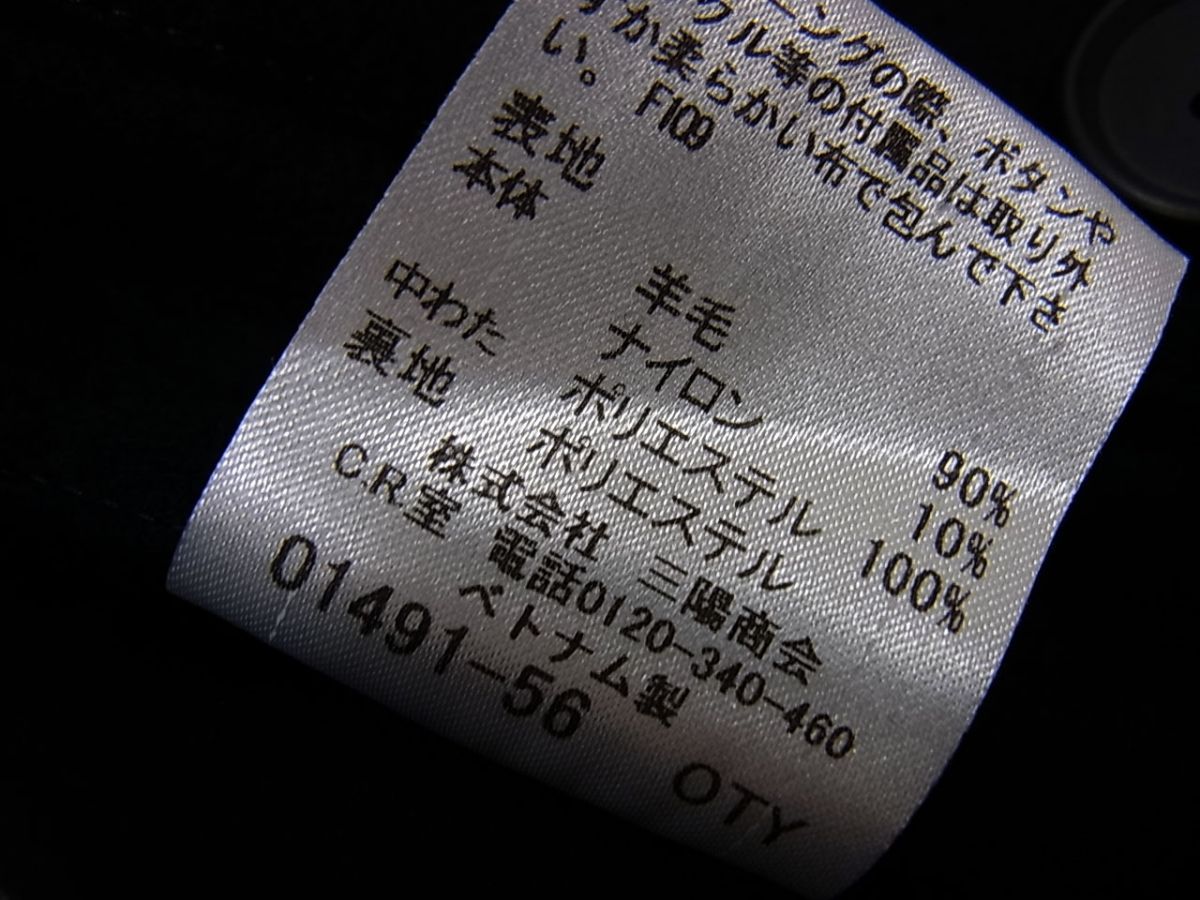 ングの際、ボタンや
クル等の付属品は取り外
すか柔らかい布で包んで下さ
い。 F109
表地
本体 羊毛 90%
ナイロン 10%
中わた ポリエステル 100%
裏地 ポリエステル
株式会社 三陽商会
C.R室 電話0120-340-460
ベトナム製
01491-56
OTY